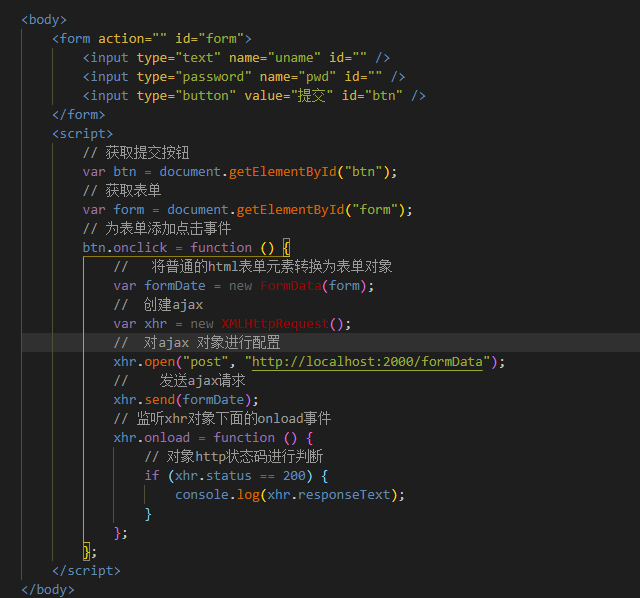 <body>
<form action="" id="form">
<input type="text" name="uname" id="" />
<input type="password" name="pwd" id="" />
<input type="button" value="提交" id="btn" />
</form>
<script>
// 获取提交按钮
var btn = document.getElementById("btn");
// 获取表单
var form = document.getElementById("form");
// 为表单添加点击事件
btn.onclick = function () {
// 将普通的html表单元素转换为表单对象
var formDate = new FormData(form);
// 创建ajax
var xhr = new XMLHttpRequest();
// 对ajax 对象进行配置
xhr.open("post", "http://localhost:2000/formData");
// 发送ajax请求
xhr.send(formDate);
// 监听xhr对象下面的onload事件
xhr.onload = function () {
// 对象http状态码进行判断
if (xhr.status == 200) {
console.log(xhr.responseText);
}
};
};
</script>
</body>